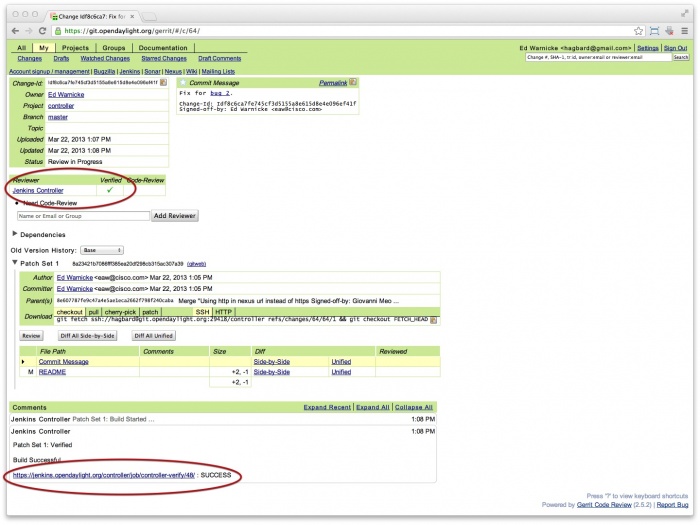 Change Idf8c6ca7: Fix for
https://git.opendaylight.org/gerrit/#/c/64/
All My Projects Groups Documentation
Ed Warnicke (hagbard@gmail.com) Settings Sign Out
Changes Drafts Watched Changes Starred Changes Draft Comments
Change #, SHA-1, tr:id, owner:email or reviewer:email Search
Account signup / management Bugzilla Jenkins Sonar Nexus Wiki Mailing Lists
Change-Id: Idf8c6ca7fe745cf3d5155a8e615d8e4e096ef41f
Owner Ed Warnicke
Project controller
Branch master
Topic
Uploaded Mar 22, 2013 1:07 PM
Updated Mar 22, 2013 1:08 PM
Status Review in Progress
Commit Message Permalink
Fix for bug 2.
Change-Id: Idf8c6ca7fe745cf3d5155a8e615d8e4e096ef41f
Signed-off-by: Ed Warnicke <eaw@cisco.com>
Reviewer Verified Code-Review
Jenkins Controller
Need Code-Review
Name or Email or Group Add Reviewer
Dependencies
Old Version History: Base
Patch Set 1 (gitweb)
Author Ed Warnicke <eaw@cisco.com> Mar 22, 2013 1:05 PM
Committer Ed Warnicke <eaw@cisco.com> Mar 22, 2013 1:05 PM
Parent(s) Merge "Using http in nexus url instead of https Signed-off-by: Giovanni Meo ...
Download checkout pull cherry-pick patch SSH HTTP
git fetch ssh://hagbard@git.opendaylight.org:29418/controller refs/changes/64/64/1 && git checkout FETCH_HEAD
Review Diff All Side-by-Side Diff All Unified
File Path Comments Size Diff Reviewed
Commit Message Side-by-Side Unified
M README +2, -1 Side-by-Side Unified
+2, -1
Comments Expand Recent Expand All Collapse All
Jenkins Controller Patch Set 1: Build Started ... 1:08 PM
Jenkins Controller 1:08 PM
Patch Set 1: Verified
Build Successful
https://jenkins.opendaylight.org/controller/job/controller-verify/48/ : SUCCESS
Press '?' to view keyboard shortcuts
Powered by Gerrit Code Review (2.5.2) | Report Bug